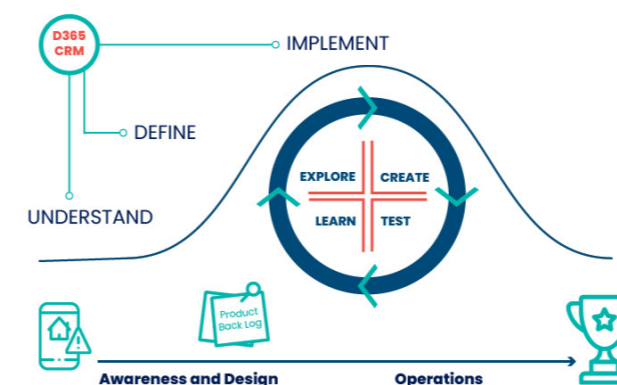 D365
CRM
IMPLEMENT
DEFINE
UNDERSTAND
EXPLORE
CREATE
LEARN
TEST
Product
Back Log
Awareness and Design
Operations